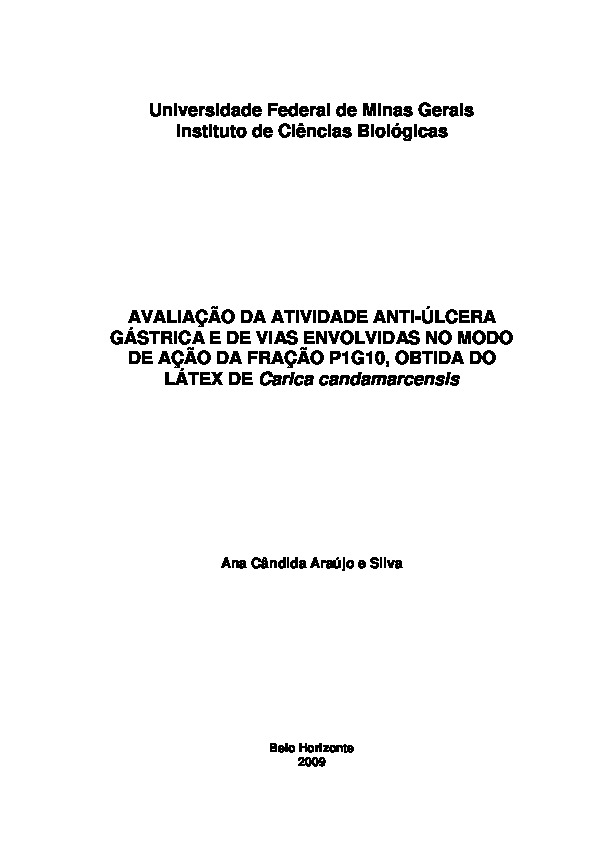 Universidade Federal de Minas Gerais
Instituto de Ciências Biológicas
AVALIAÇÃO DA ATIVIDADE ANTI-ÚLCERA
GÁSTRICA E DE VIAS ENVOLVIDAS NO MODO
DE AÇÃO DA FRAÇÃO P1G10, OBTIDA DO
LÁTEX DE Carica candamarcensis
Ana Cândida Araújo e Silva
Belo Horizonte
2009